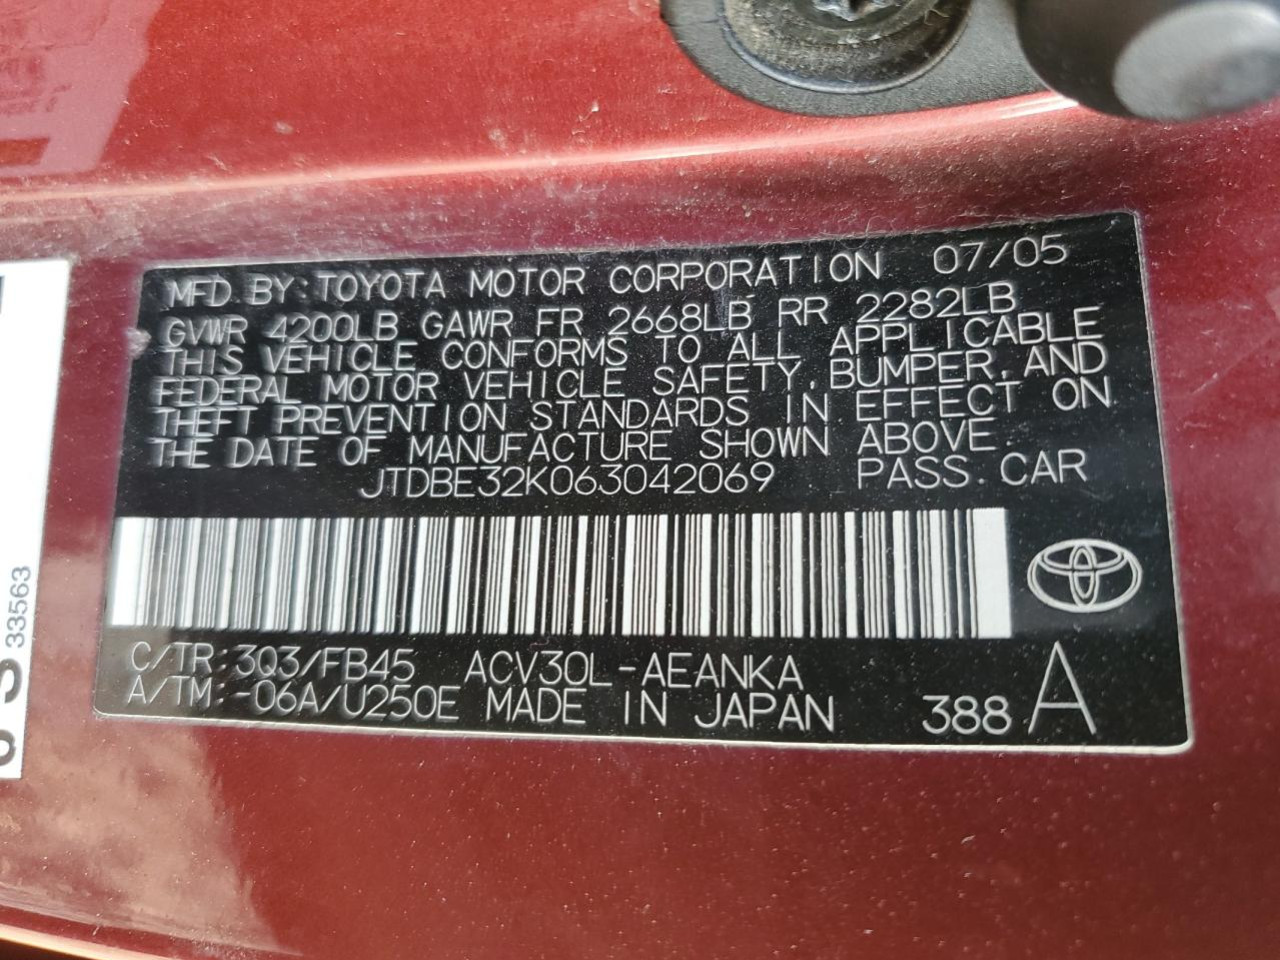 MFD. BY: TOYOTA MOTOR CORPORATION 07/05
GVWR 4200LB GAWR FR 2668LB RR 2282LB
THIS VEHICLE CONFORMS TO ALL APPLICABLE
FEDERAL MOTOR VEHICLE SAFETY, BUMPER, AND
THEFT PREVENTION STANDARDS IN EFFECT ON
THE DATE OF MANUFACTURE SHOWN ABOVE.
JTDBE32K063042069 PASS. CAR
C/TR: 3Q3/FB45 ACV30L-AEANKA
A/TM: -06A/U250E MADE IN JAPAN 388 A
33563